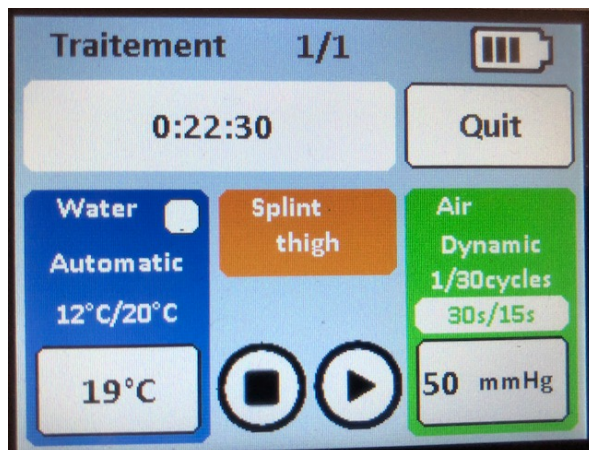 Traitement 1/1
0:22:30
Quit
Water
Automatic
12°C/20°C
19°C
Splint
thigh
Air
Dynamic
1/30cycles
30s/15s
50 mmHg